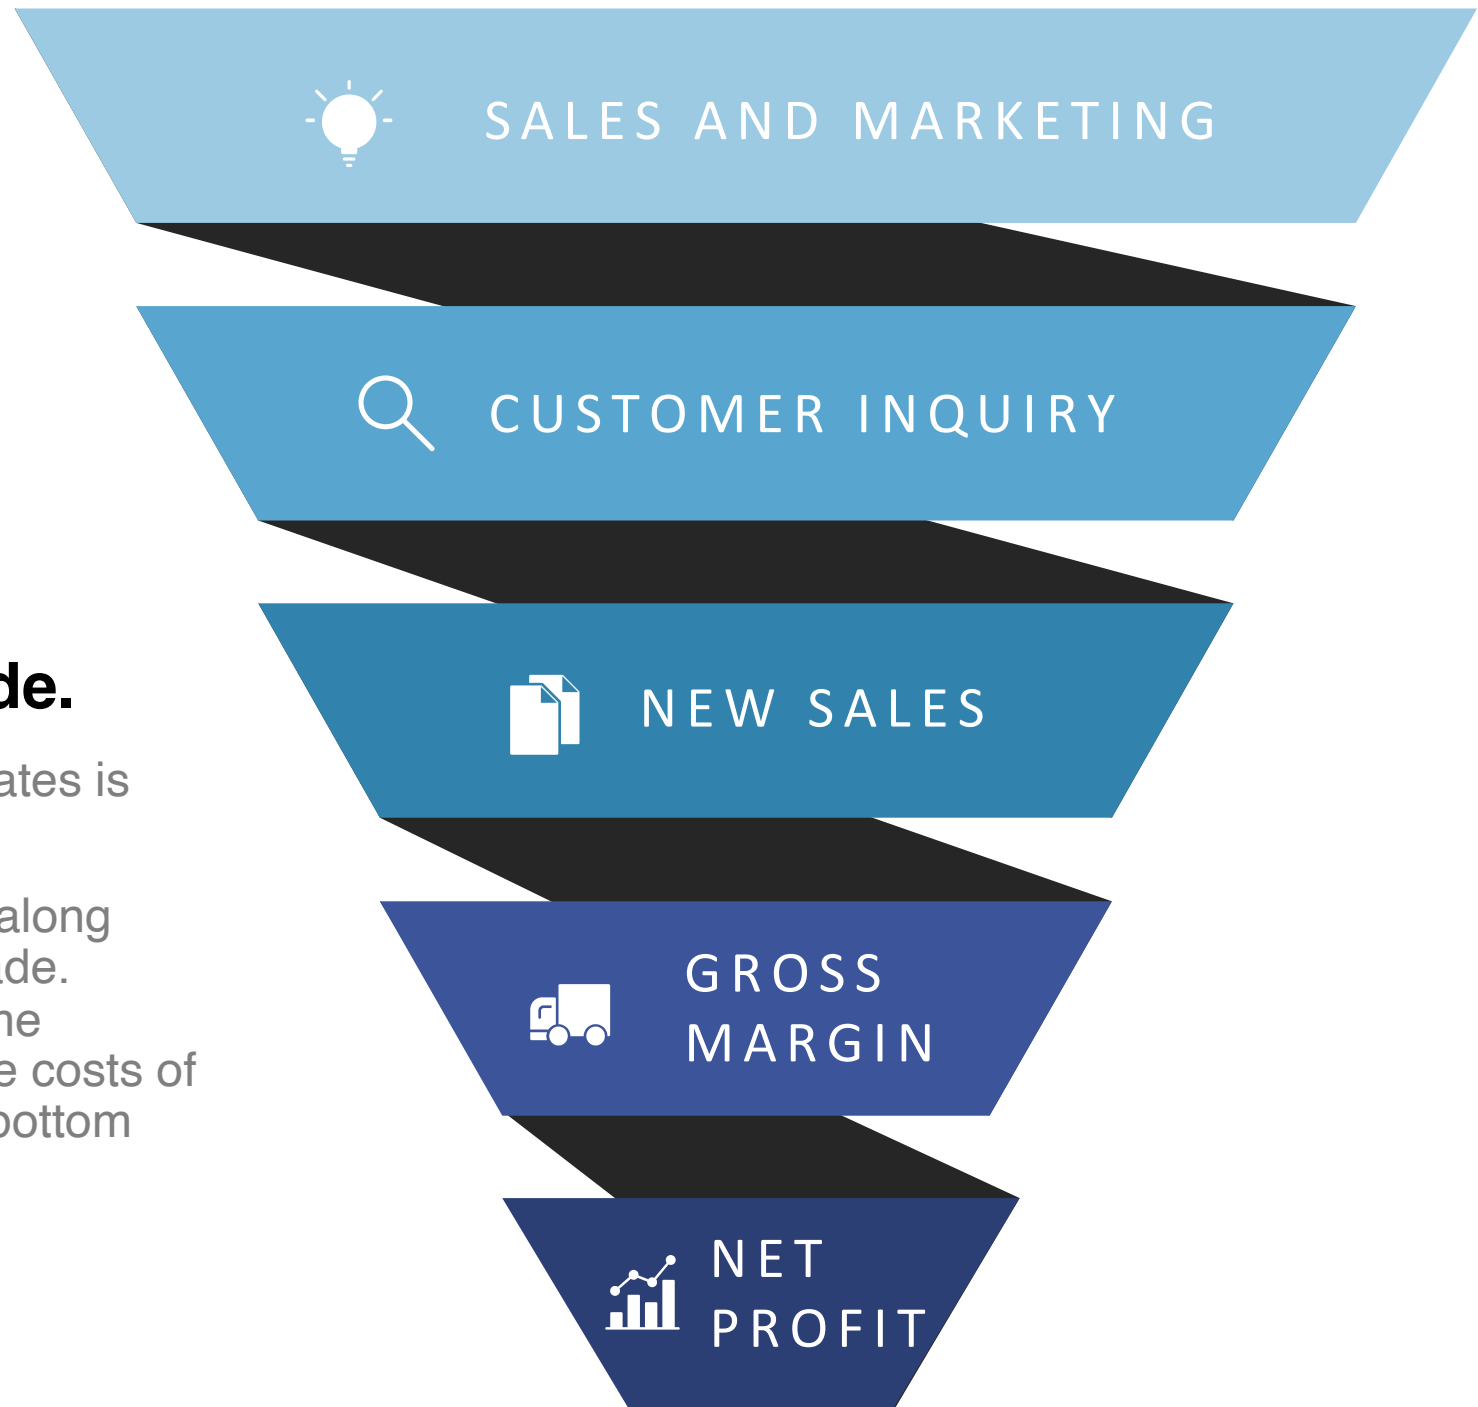 SALES AND MARKETING
CUSTOMER INQUIRY
NEW SALES
GROSS
MARGIN
NET
PROFIT
de.
ates is
along
ade.
ne
e costs of
bottom